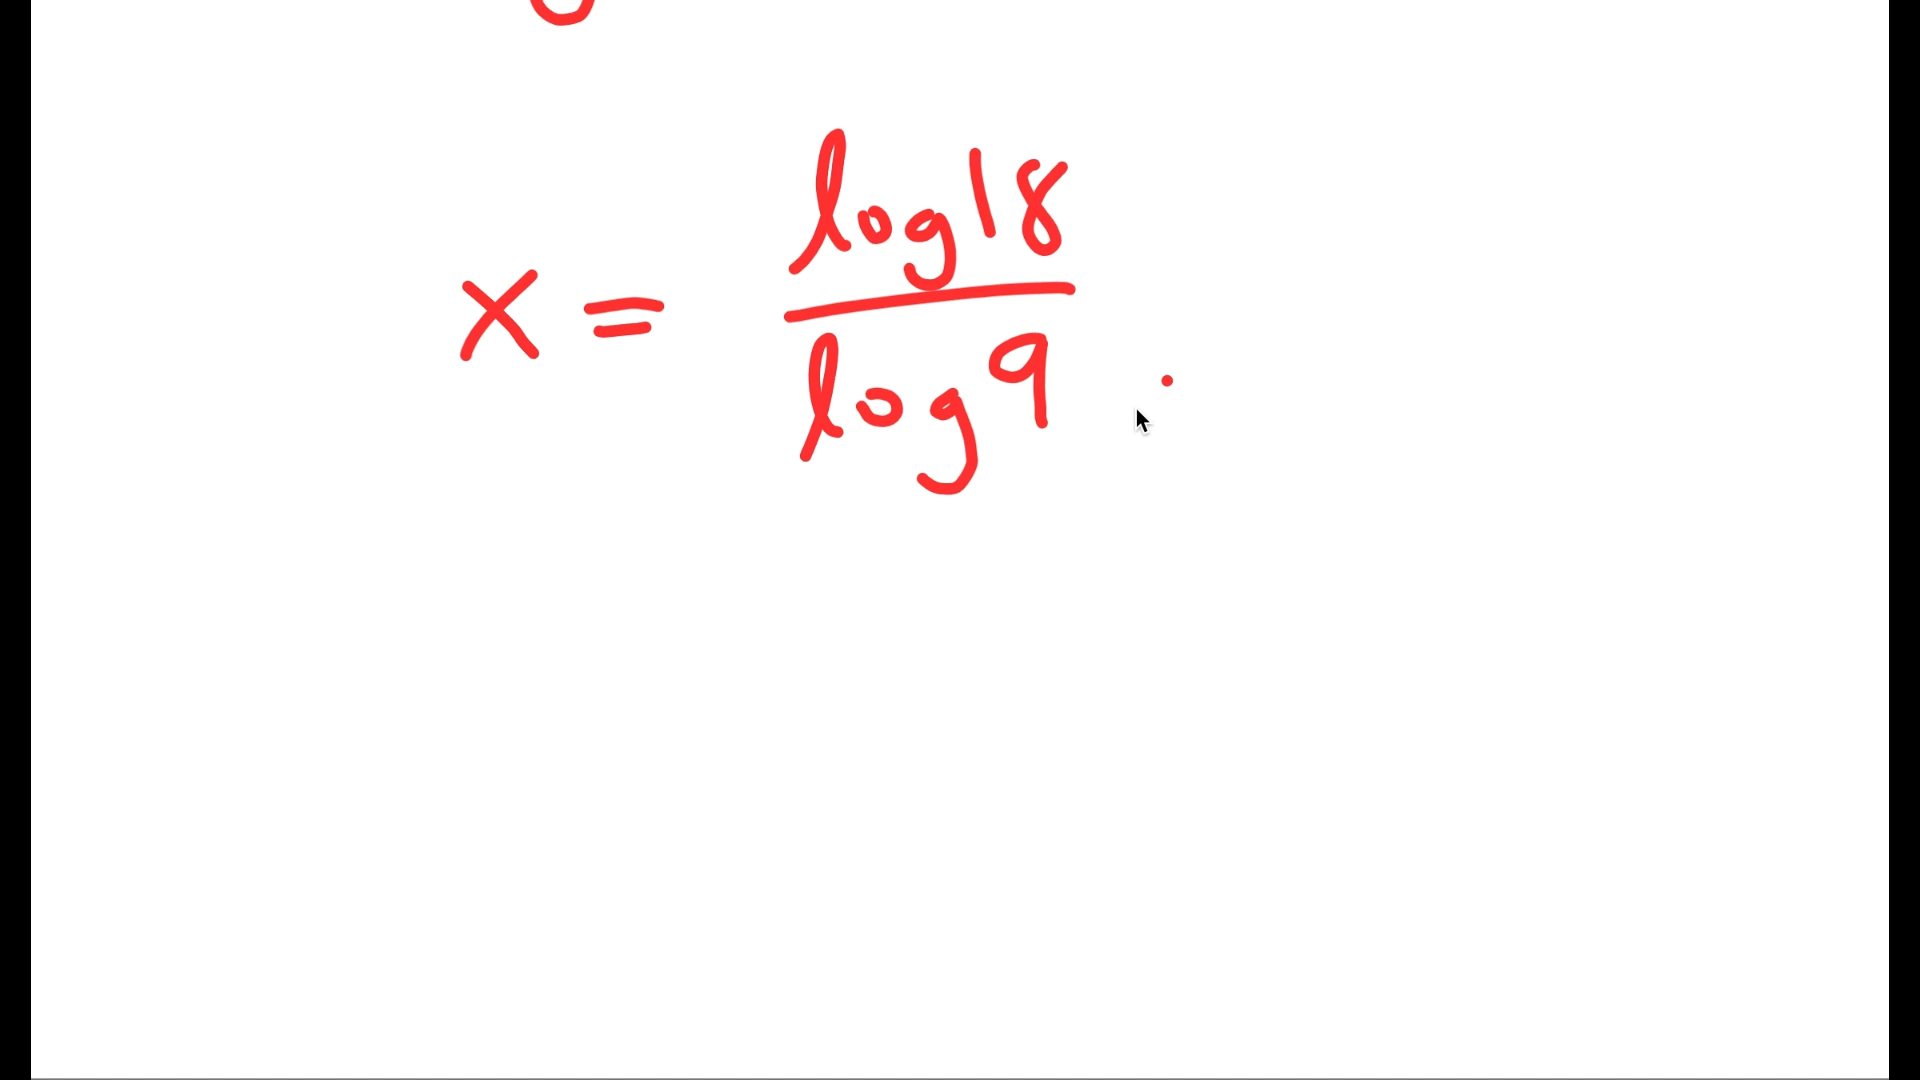 x = log18 / log9 .